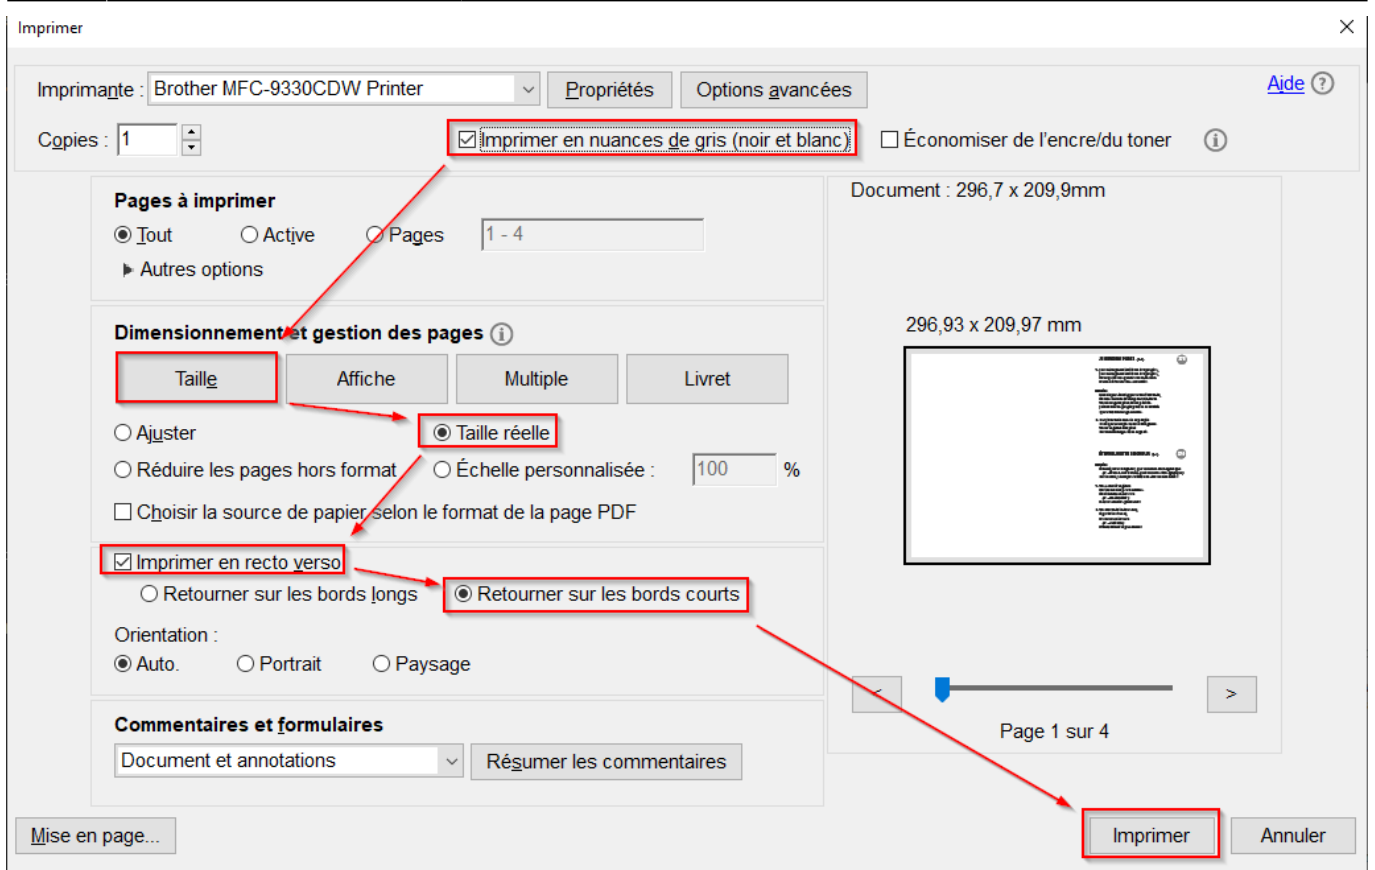 Imprimer
Imprimante : Brother MFC-9330CDW Printer Propriétés Options avancées Aide
Copies : 1 Imprimer en nuances de gris (noir et blanc) Économiser de l'encre/du toner
Pages à imprimer
Tout Active Pages 1 - 4
Autres options
Dimensionnement et gestion des pages
Taille Affiche Multiple Livret
Ajuster Taille réelle
Réduire les pages hors format Échelle personnalisée : 100 %
Choisir la source de papier selon le format de la page PDF
Imprimer en recto verso
Retourner sur les bords longs Retourner sur les bords courts
Orientation :
Auto. Portrait Paysage
Commentaires et formulaires
Document et annotations Résumer les commentaires
Document : 296,7 x 209,9mm
296,93 x 209,97 mm
< >
Page 1 sur 4
Mise en page... Imprimer Annuler